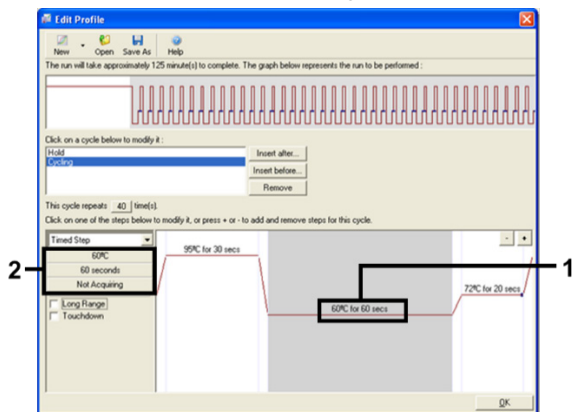 Edit Profile
New Open Save As Help
The run will take approximately 125 minute(s) to complete. The graph below represents the run to be performed :
Click on a cycle below to modify it :
Hold
Cycling
Insert after...
Insert before...
Remove
This cycle repeats 40 time(s).
Click on one of the steps below to modify it, or press + or - to add and remove steps for this cycle.
Timed Step
- +
60ºC
60 seconds
Not Acquiring
Long Range
Touchdown
95ºC for 30 secs
60ºC for 60 secs
72ºC for 20 secs
2
1
OK